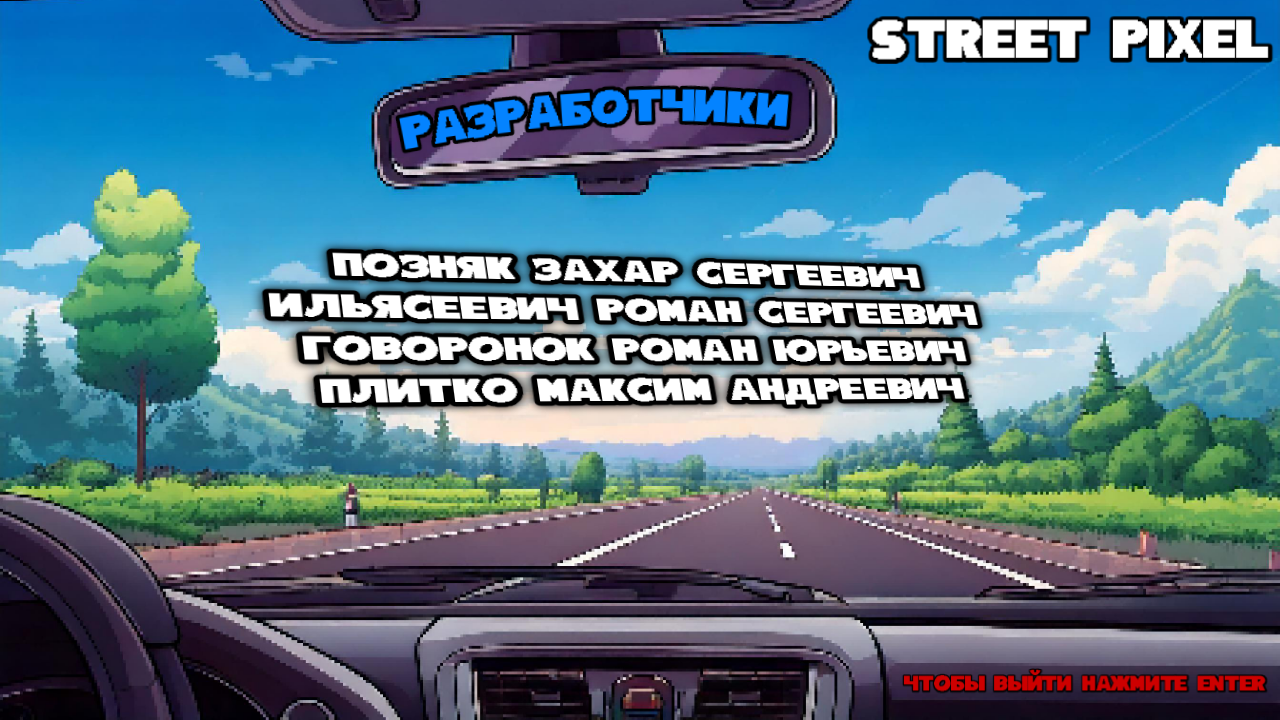 STREET PIXEL
РАЗРАБОТЧИКИ
ПОЗНЯК ЗАХАР СЕРГЕЕВИЧ
ИЛЬЯСЕЕВИЧ РОМАН СЕРГЕЕВИЧ
ГОВОРОНОК РОМАН ЮРЬЕВИЧ
ПЛИТКО МАКСИМ АНДРЕЕВИЧ
ЧТОБЫ ВЫЙТИ НАЖМИТЕ ENTER